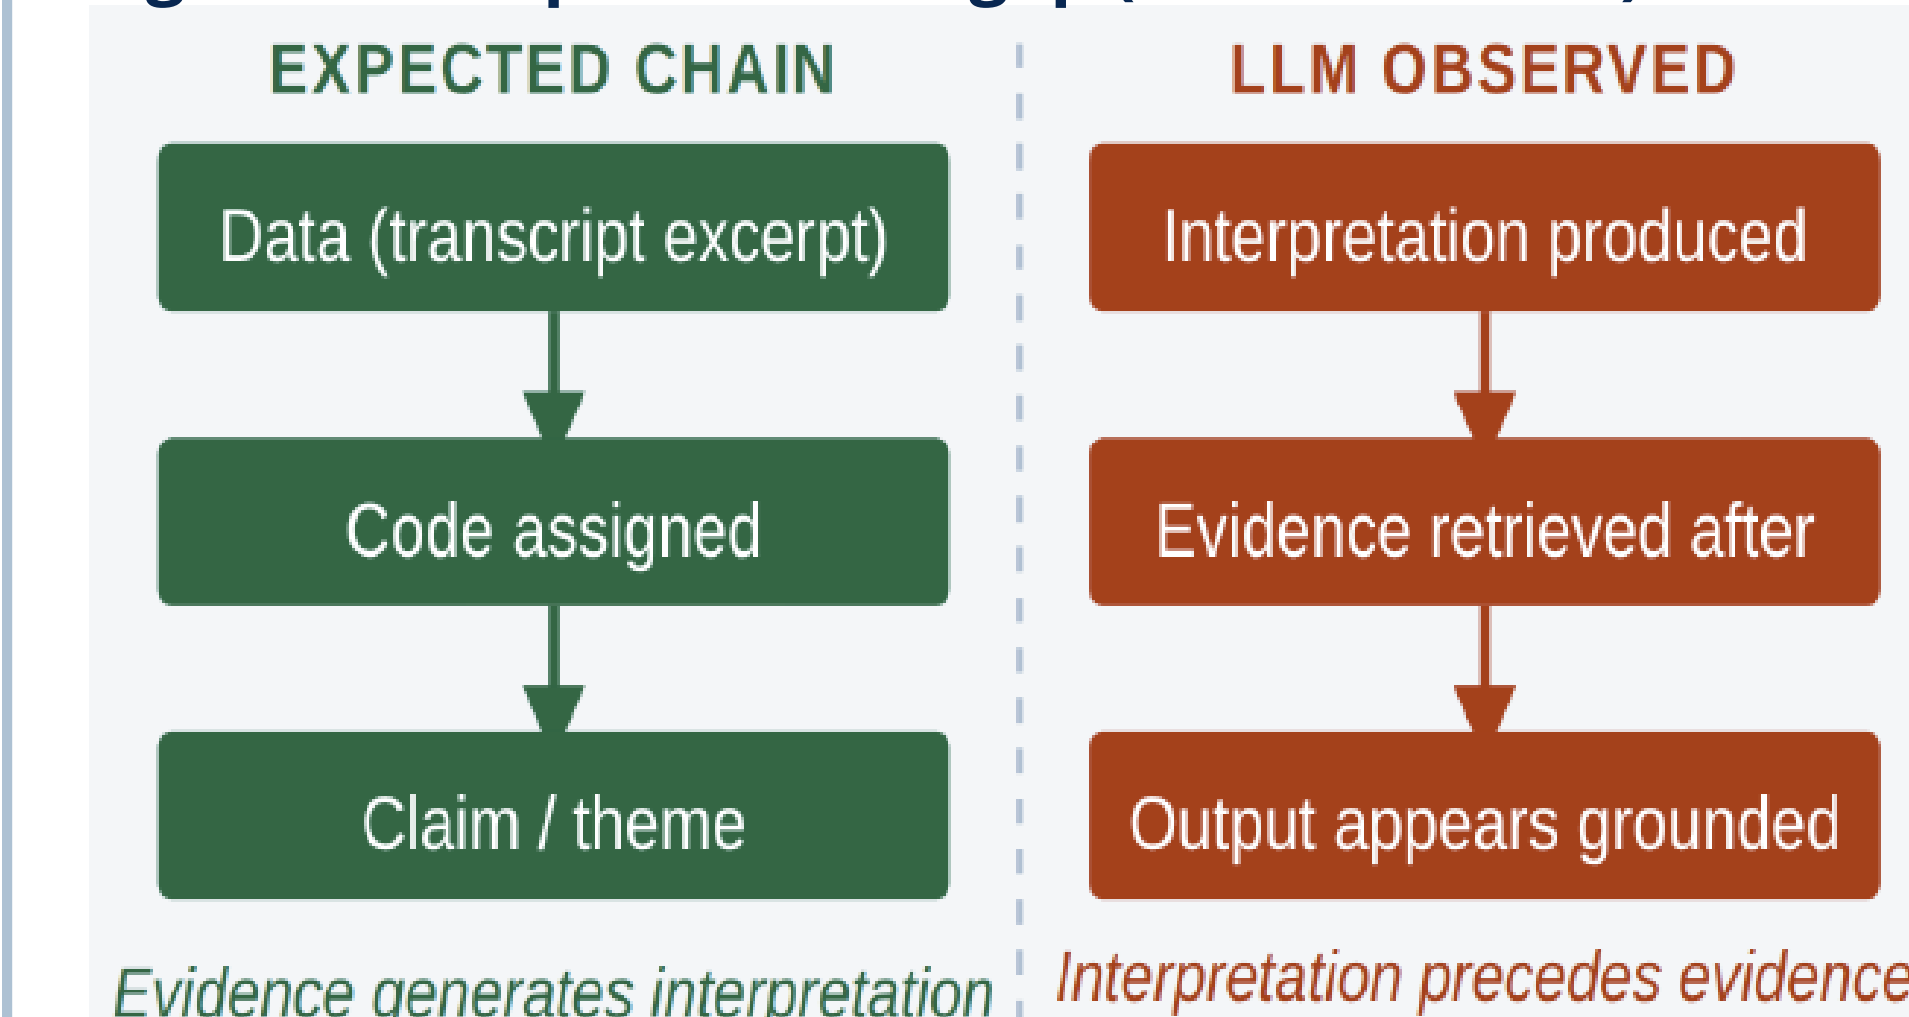 EXPECTED CHAIN
Data (transcript excerpt)
Code assigned
Claim / theme
Evidence generates interpretation
LLM OBSERVED
Interpretation produced
Evidence retrieved after
Output appears grounded
Interpretation precedes evidence